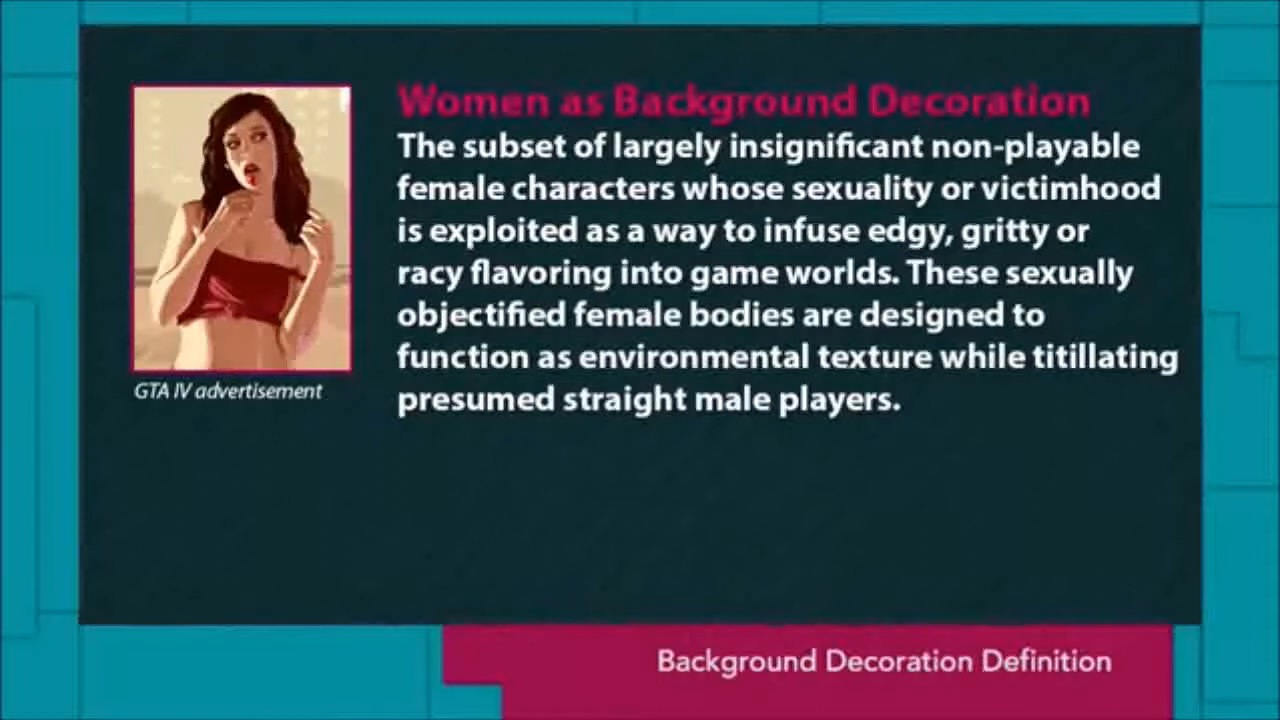 Women as Background Decoration
The subset of largely insignificant non-playable
female characters whose sexuality or victimhood
is exploited as a way to infuse edgy, gritty or
racy flavoring into game worlds. These sexually
objectified female bodies are designed to
function as environmental texture while titillating
presumed straight male players.
GTA IV advertisement
Background Decoration Definition